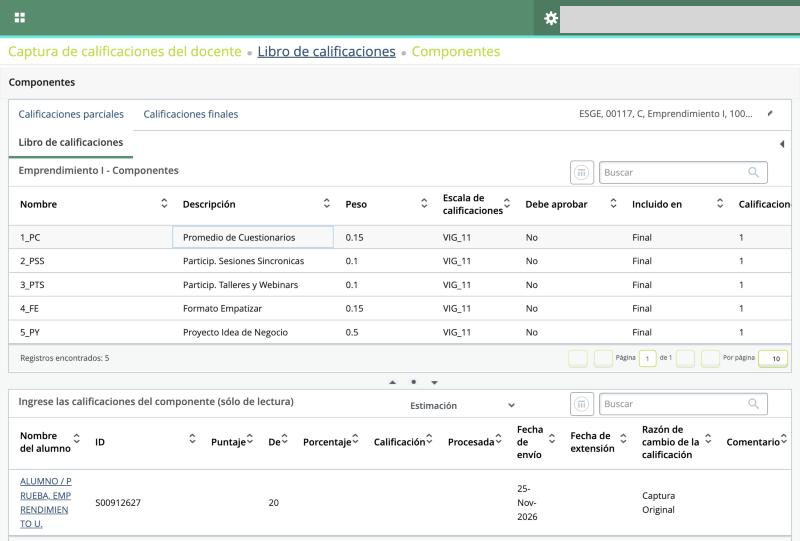 Captura de calificaciones del docente • Libro de calificaciones • Componentes
Componentes
Calificaciones parciales Calificaciones finales ESGE, 00117, C, Emprendimiento I, 100...
Libro de calificaciones
Emprendimiento I - Componentes Buscar
Nombre Descripción Peso Escala de calificaciones Debe aprobar Incluido en Calificacion
1_PC Promedio de Cuestionarios 0.15 VIG_11 No Final 1
2_PSS Particip. Sesiones Sincronicas 0.1 VIG_11 No Final 1
3_PTS Particip. Talleres y Webinars 0.1 VIG_11 No Final 1
4_FE Formato Empatizar 0.15 VIG_11 No Final 1
5_PY Proyecto Idea de Negocio 0.5 VIG_11 No Final 1
Registros encontrados: 5 Página 1 de 1 Por página 10
Ingrese las calificaciones del componente (sólo de lectura) Estimación Buscar
Nombre del alumno ID Puntaje De Porcentaje Calificación Procesada Fecha de envío Fecha de extensión Razón de cambio de la calificación Comentario
ALUMNO / P
RUEBA, EMP
RENDIMIEN
TO U.
S00912627 20
25-
Nov-
2026
Captura
Original